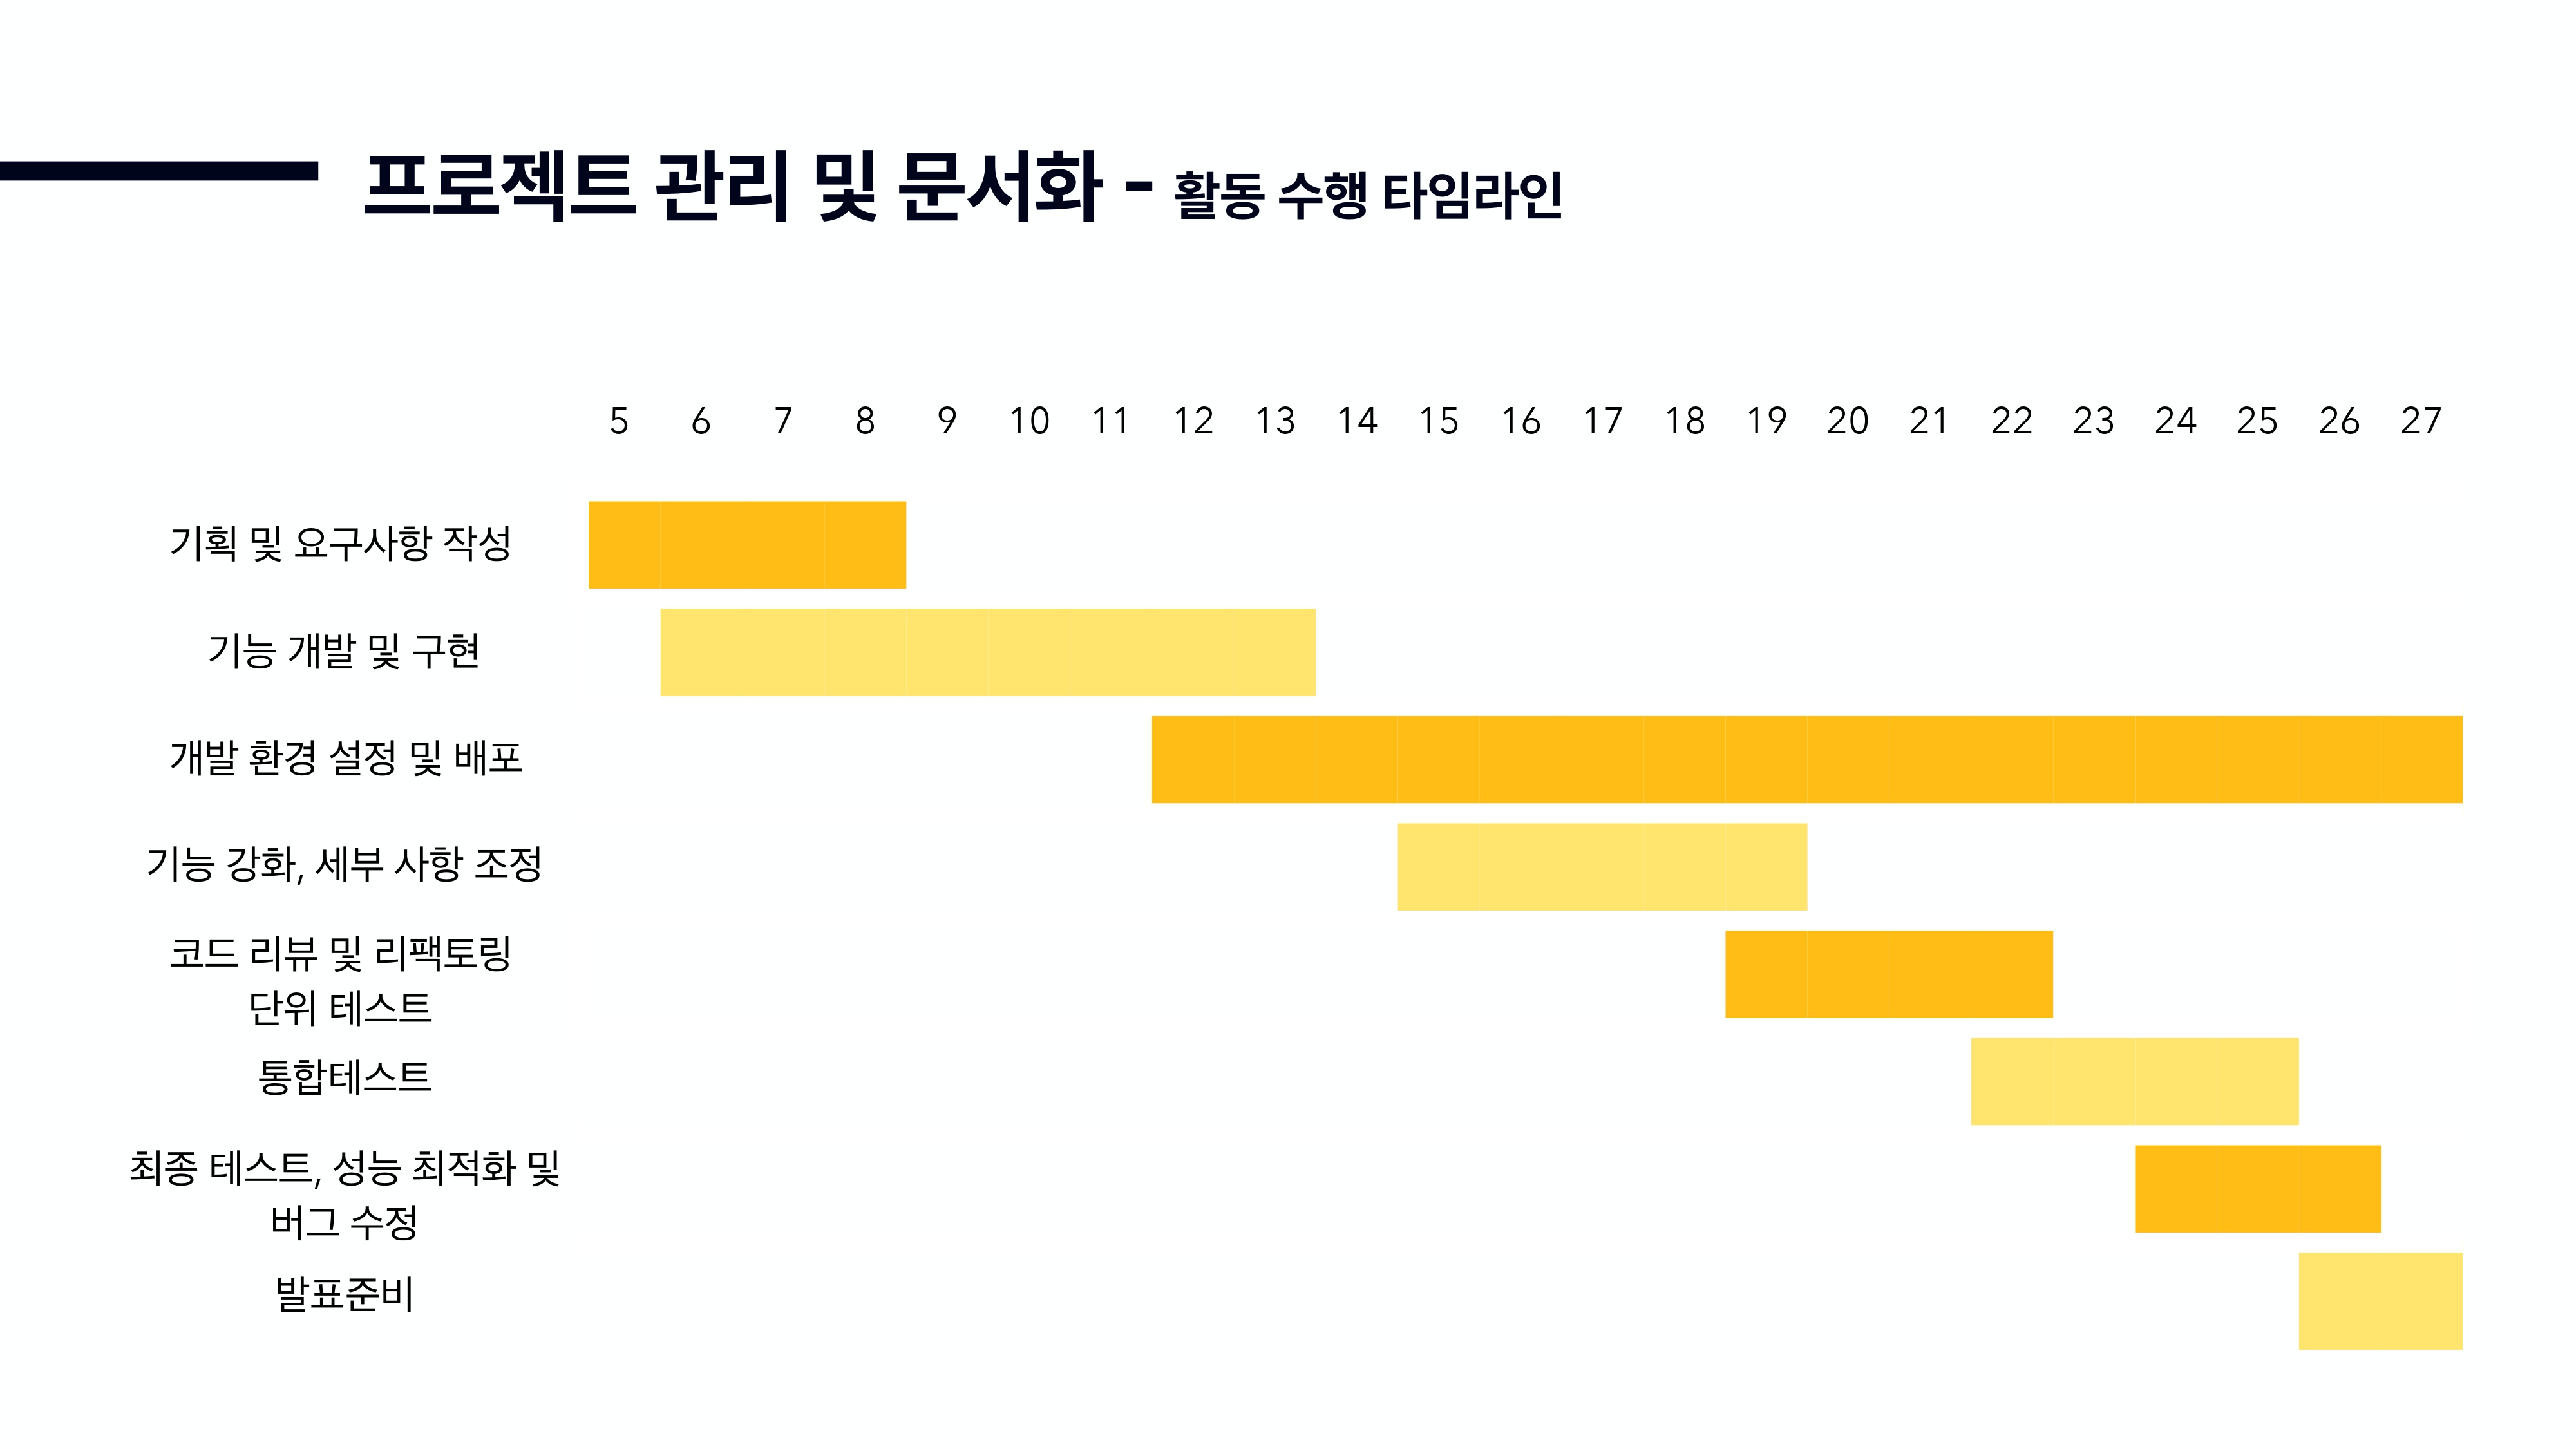 프로젝트 관리 및 문서화 - 활동 수행 타임라인
5 6 7 8 9 10 11 12 13 14 15 16 17 18 19 20 21 22 23 24 25 26 27
기획 및 요구사항 작성
기능 개발 및 구현
개발 환경 설정 및 배포
기능 강화, 세부 사항 조정
코드 리뷰 및 리팩토링
단위 테스트
통합테스트
최종 테스트, 성능 최적화 및
버그 수정
발표준비